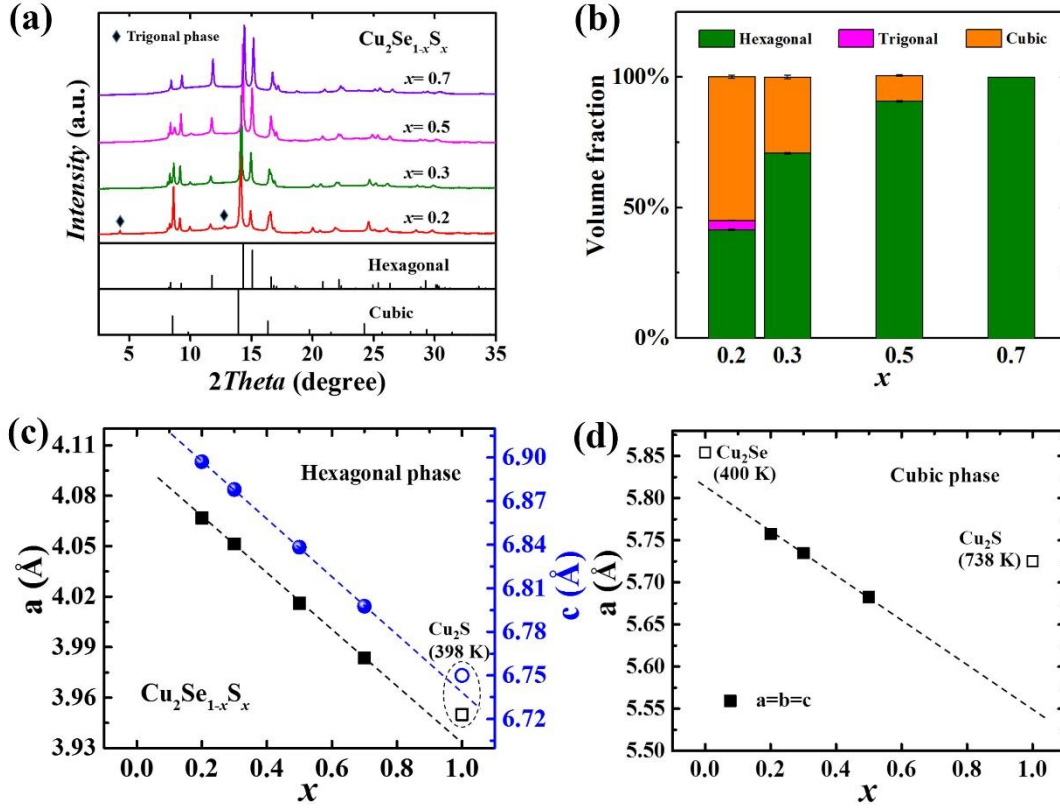 (a)
Trigonal phase
Cu2Se1-xSx
x= 0.7
x= 0.5
x= 0.3
x= 0.2
Hexagonal
Cubic
Intensity (a.u.)
5 10 15 20 25 30 35
2Theta (degree)
(b)
Hexagonal Trigonal Cubic
100%
50%
0%
Volume fraction
0.2 0.3 0.5 0.7
x
(c)
4.11
4.08
4.05
4.02
3.99
3.96
3.93
a (Å)
Hexagonal phase
Cu2S
(398 K)
Cu2Se1-xSx
6.90
6.87
6.84
6.81
6.78
6.75
6.72
c (Å)
0.0 0.2 0.4 0.6 0.8 1.0
x
(d)
5.85
5.80
5.75
5.70
5.65
5.60
5.55
5.50
a (Å)
Cu2Se
(400 K)
Cubic phase
Cu2S
(738 K)
a=b=c
0.0 0.2 0.4 0.6 0.8 1.0
x